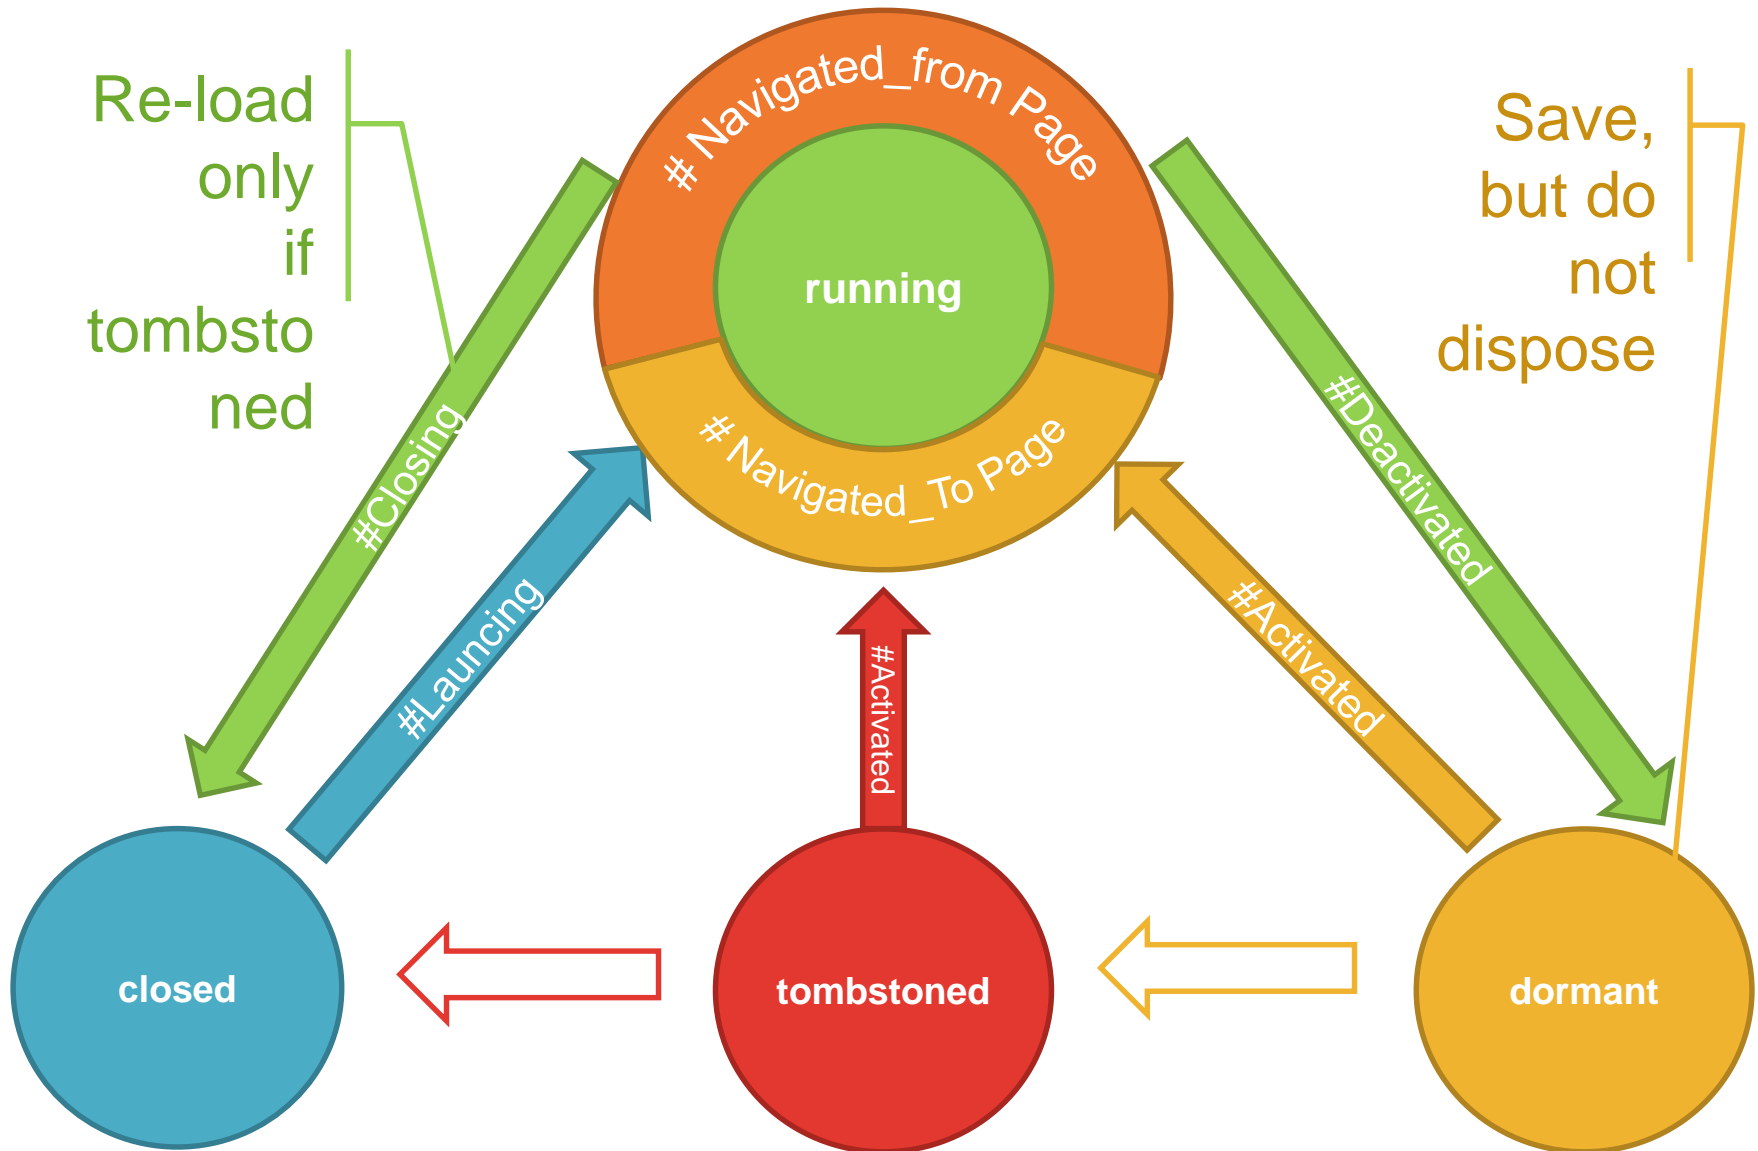 Re-load
only
if
tombsto
ned
# Navigated_from Page
running
# Navigated_To Page
Save,
but do
not
dispose
#Closing
#Launcing
#Activated
#Activated
#Deactivated
closed
tombstoned
dormant